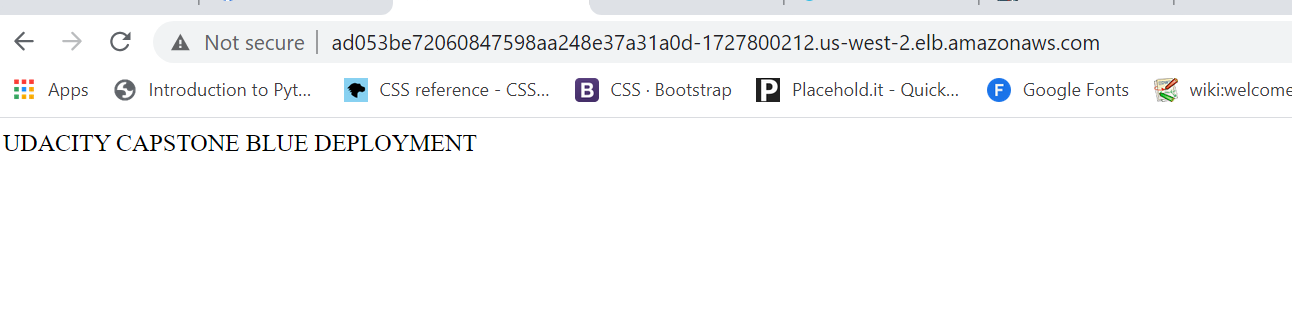 Not secure ad053be72060847598aa248e37a31a0d-1727800212.us-west-2.elb.amazonaws.com
Apps Introduction to Pyt... CSS reference - CSS... B CSS · Bootstrap P Placehold.it - Quick... F Google Fonts wiki:welcome
UDACITY CAPSTONE BLUE DEPLOYMENT